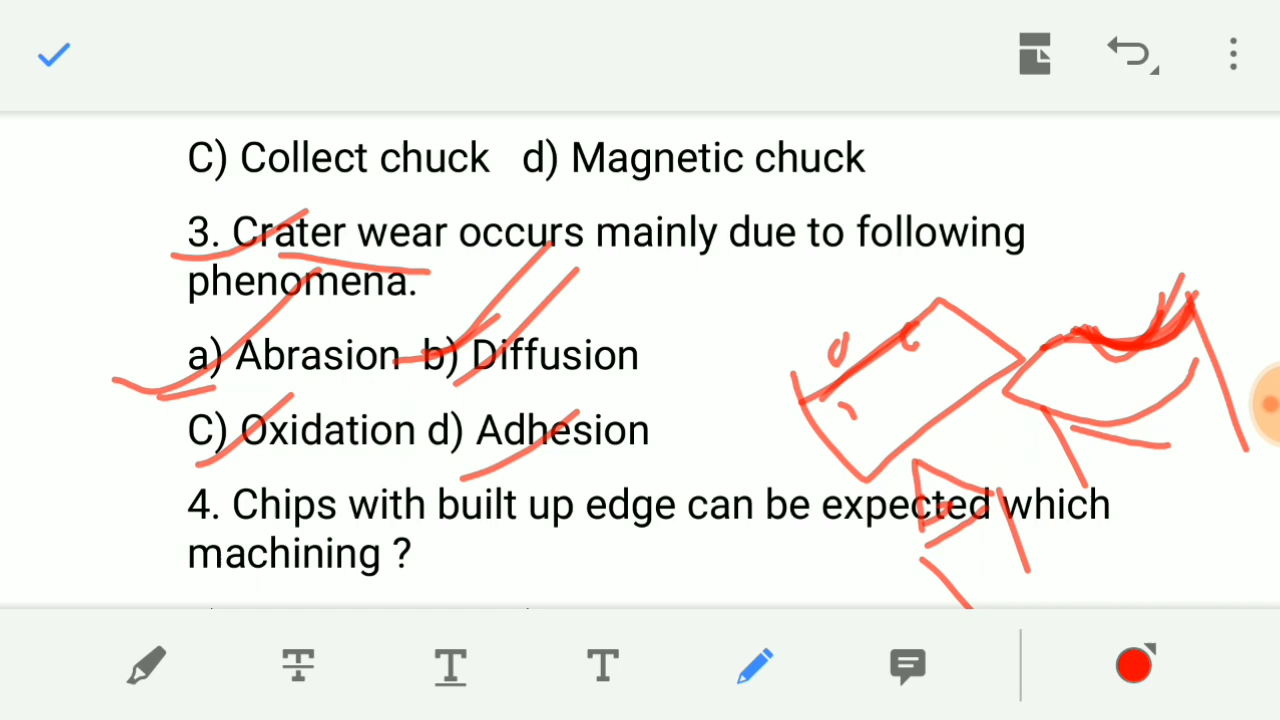 C) Collect chuck d) Magnetic chuck
3. Crater wear occurs mainly due to following
phenomena.
a) Abrasion b) Diffusion
C) Oxidation d) Adhesion
4. Chips with built up edge can be expected which
machining ?